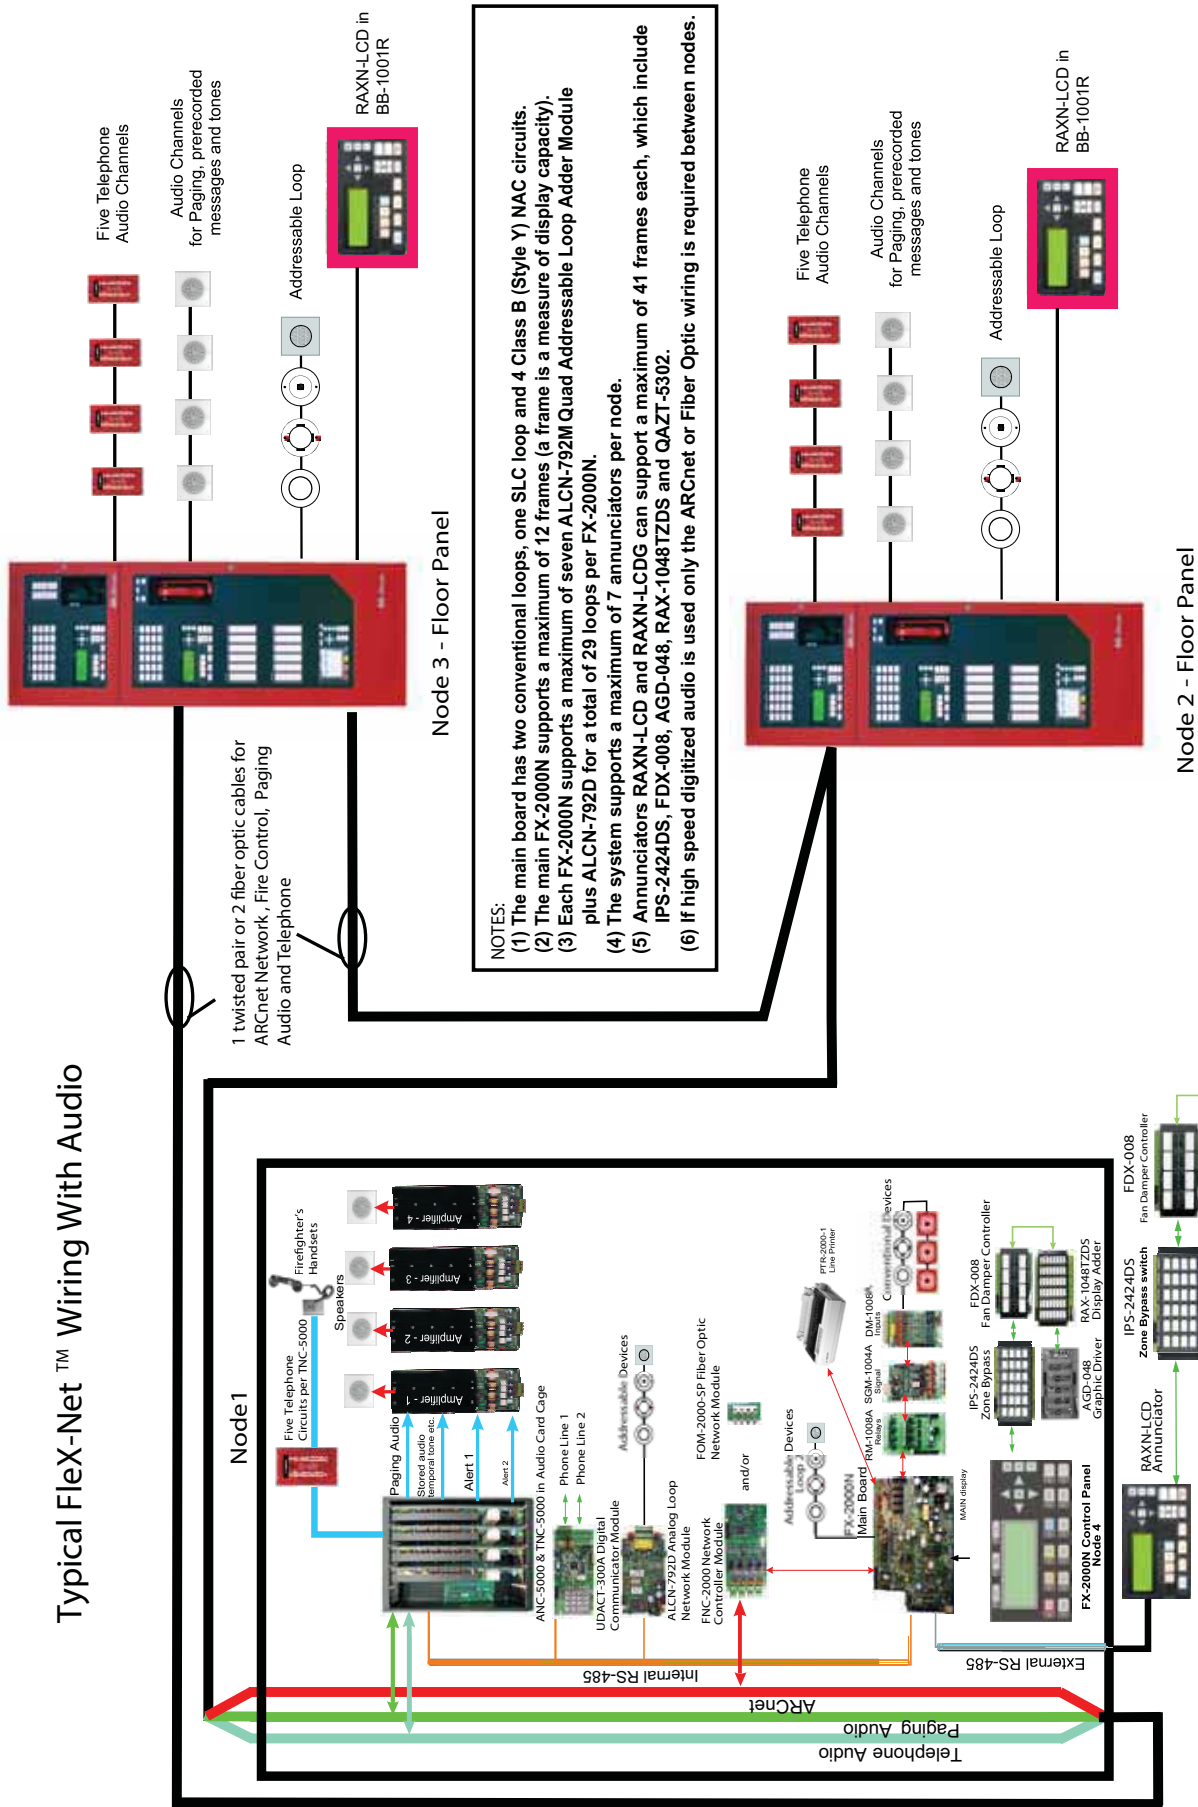 Typical FleX-Net ™ Wiring With Audio
Five Telephone
Audio Channels
Audio Channels
for Paging, prerecorded
messages and tones
Addressable Loop
RAXN-LCD in
BB-1001R
Node 3 - Floor Panel
1 twisted pair or 2 fiber optic cables for
ARCnet Network, Fire Control, Paging
Audio and Telephone
NOTES:
(1) The main board has two conventional loops, one SLC loop and 4 Class B (Style Y) NAC circuits.
(2) The main FX-2000N supports a maximum of 12 frames (a frame is a measure of display capacity).
(3) Each FX-2000N supports a maximum of seven ALCN-792M Quad Addressable Loop Adder Module
plus ALCN-792D for a total of 29 loops per FX-2000N.
(4) The system supports a maximum of 7 annunciators per node.
(5) Annunciators RAXN-LCD and RAXN-LCDG can support a maximum of 41 frames each, which include
IPS-2424DS, FDX-008, AGD-048, RAX-1048TZDS and QAZT-5302.
(6) If high speed digitized audio is used only the ARCnet or Fiber Optic wiring is required between nodes.
Five Telephone
Audio Channels
Audio Channels
for Paging, prerecorded
messages and tones
Addressable Loop
RAXN-LCD in
BB-1001R
Node 2 - Floor Panel
Node1
Five Telephone
Circuits per TNC-5000
Firefighter's
Handsets
Speakers
Amplifier - 1
Amplifier - 2
Amplifier - 3
Amplifier - 4
Paging Audio
Stored audio
temporal tone etc.
Alert 1
Alert 2
ANC-5000 & TNC-5000 in Audio Card Cage
Phone Line 1
Phone Line 2
UDACT-300A Digital
Communicator Module
Addressable Devices
ALCN-792D Analog Loop
Network Module
FNC-2000 Network
Controller Module
and/or
FOM-2000-SP Fiber Optic
Network Module
Addressable Devices
Loop
FX-2000N
Main Board
PTR-2000-1
Line Printer
RM-1008A
Relays
SGM-1004A
Signal
DM-1008A
Inputs
Conventional Devices
MAIN display
FX-2000N Control Panel
Node 4
IPS-2424DS
Zone Bypass
FDX-008
Fan Damper Controller
AGD-048
Graphic Driver
RAX-1048TZDS
Display Adder
RAXN-LCD
Annunciator
IPS-2424DS
Zone Bypass switch
FDX-008
Fan Damper Controller
Internal RS-485
External RS-485
ARCnet
Paging Audio
Telephone Audio